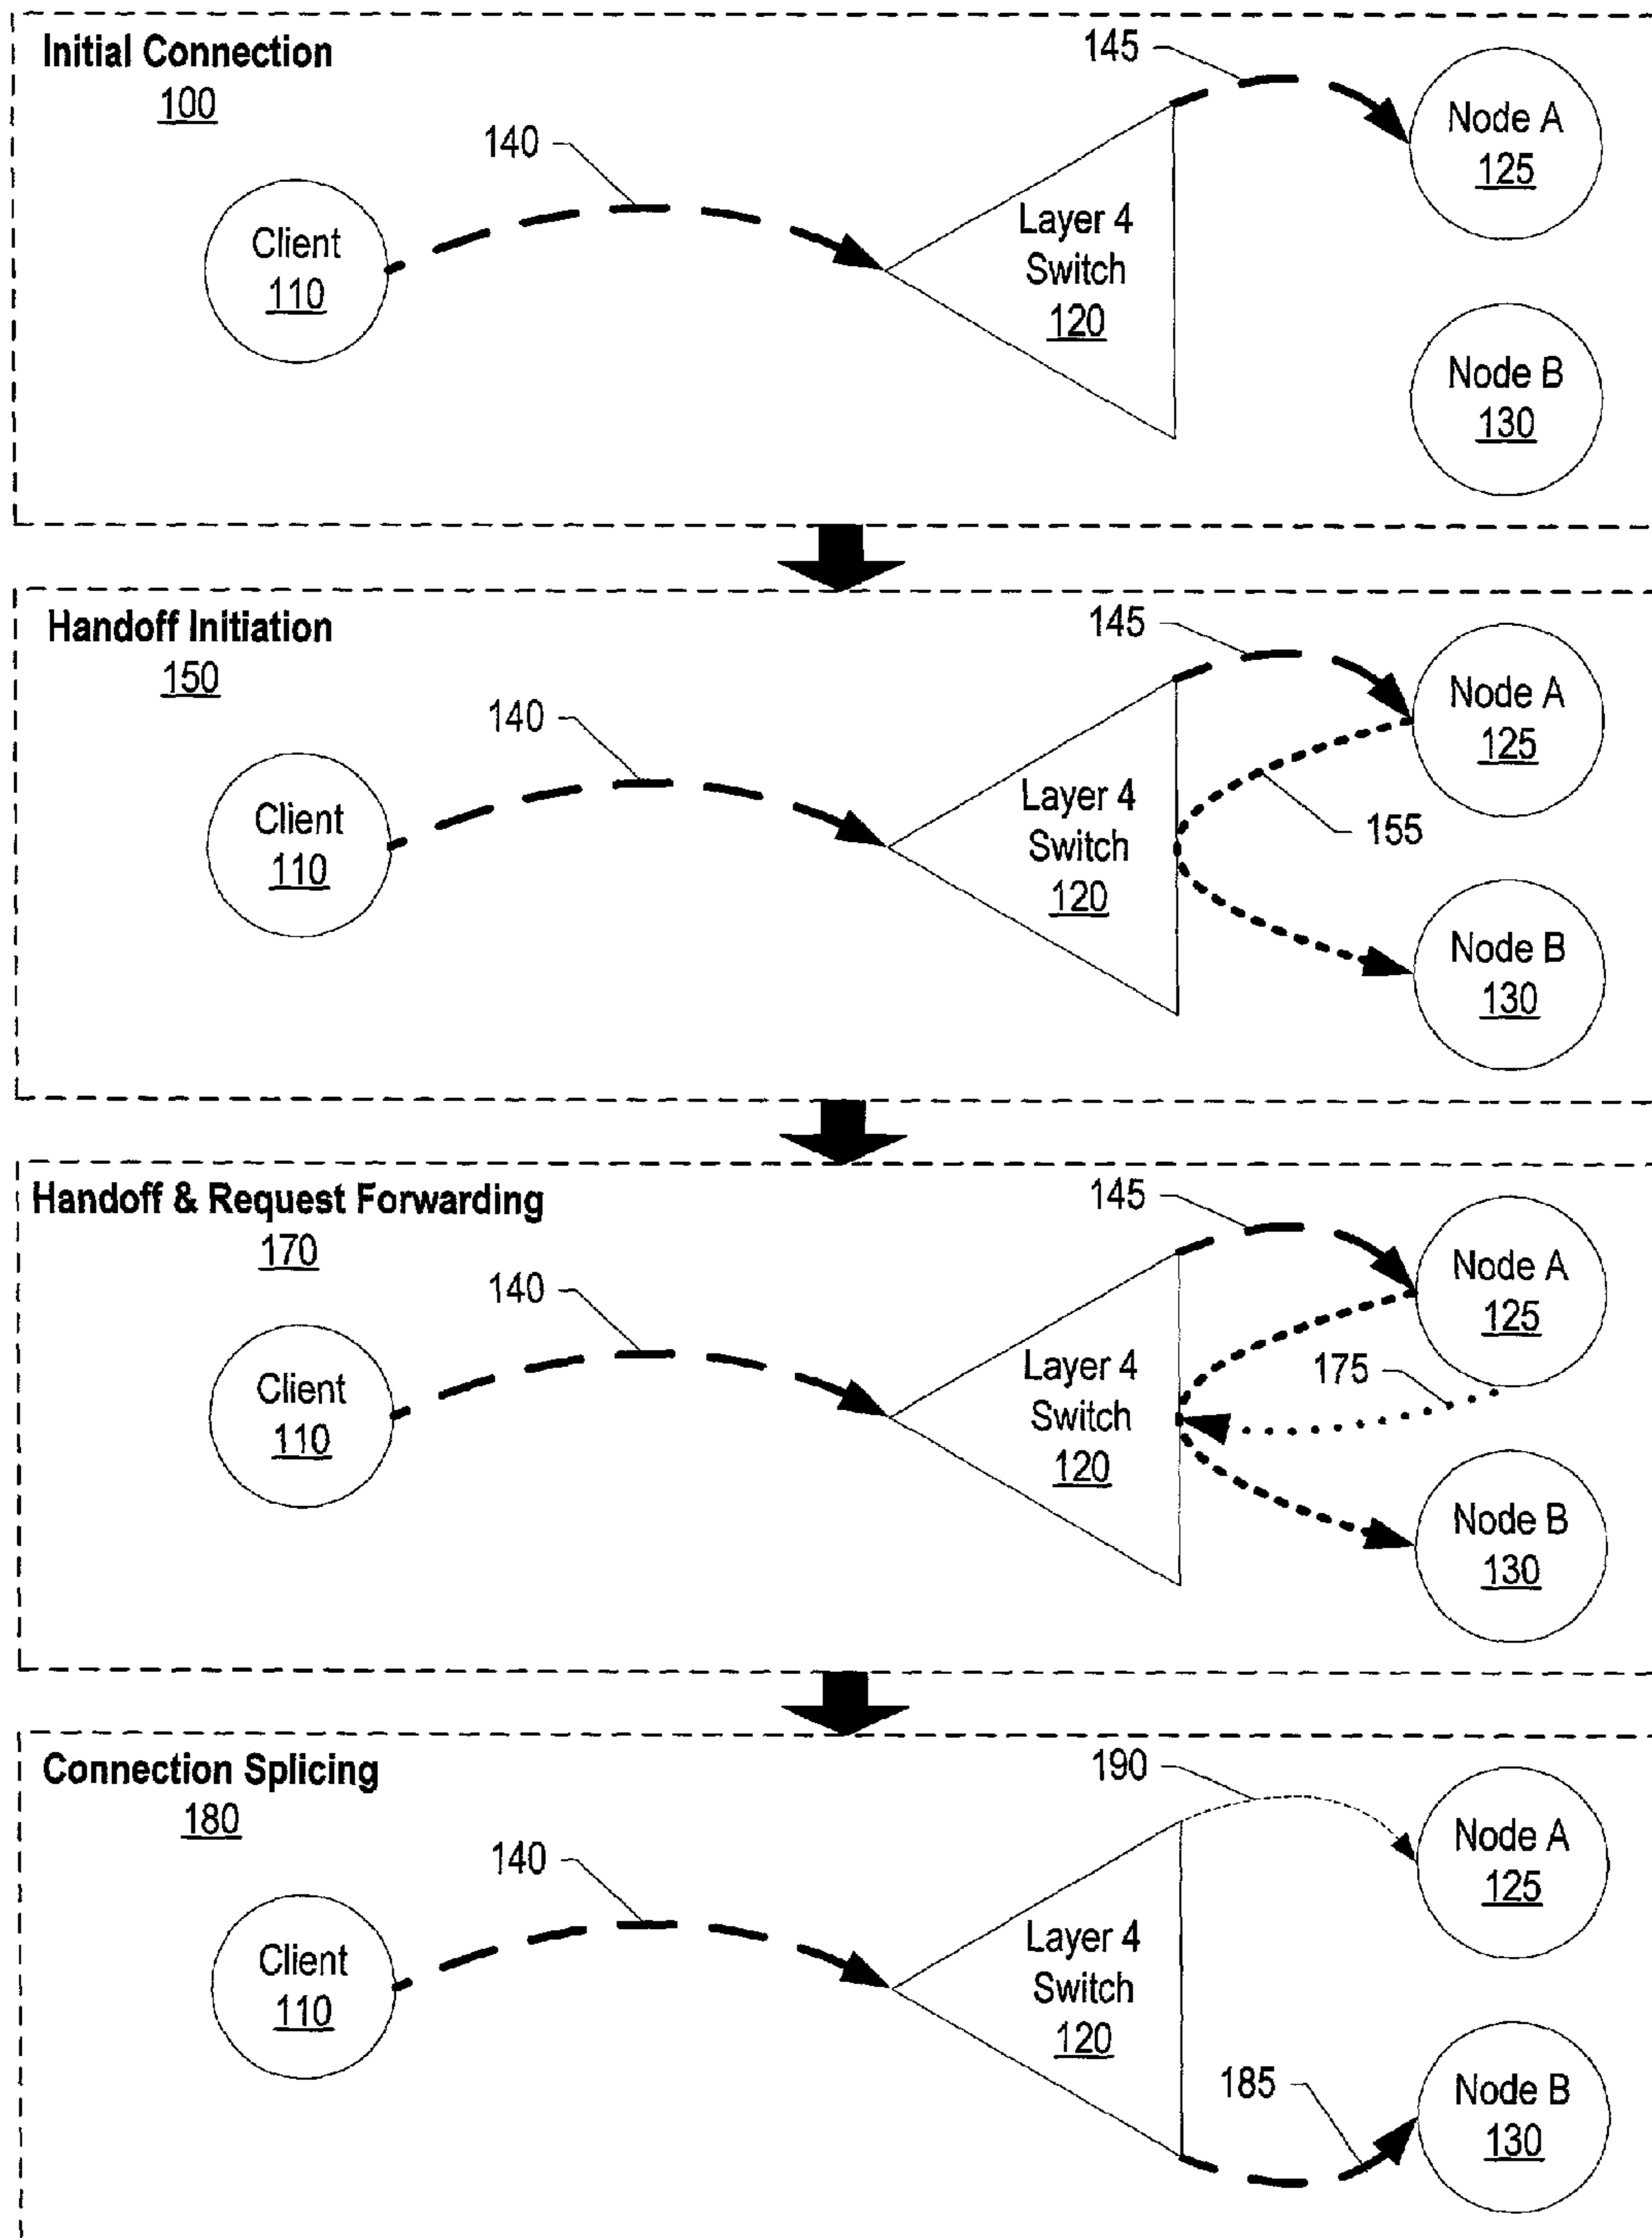 Initial Connection
100
145
Node A
125
140
Client
110
Layer 4
Switch
120
Node B
130
Handoff Initiation
150
145
Node A
125
140
155
Client
110
Layer 4
Switch
120
Node B
130
Handoff & Request Forwarding
170
145
Node A
125
140
175
Client
110
Layer 4
Switch
120
Node B
130
Connection Splicing
180
190
Node A
125
140
Client
110
Layer 4
Switch
120
185
Node B
130